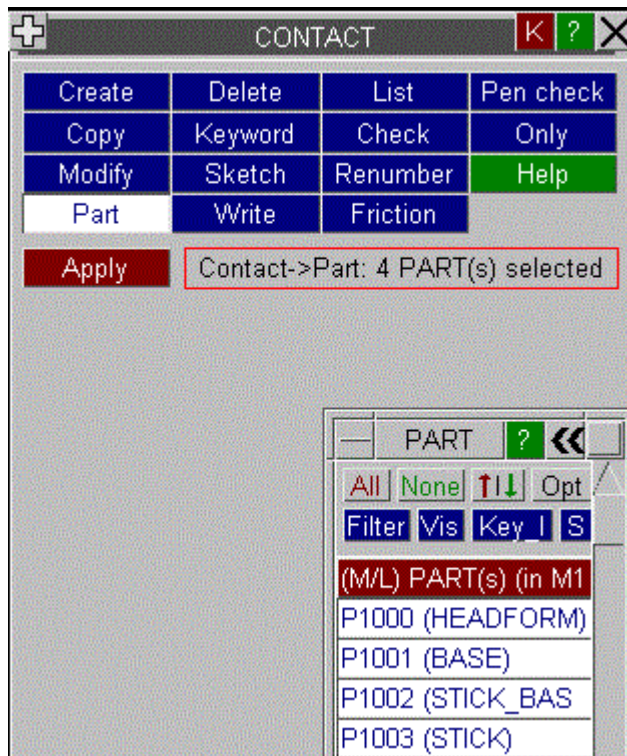 CONTACT K ? X
Create Delete List Pen check
Copy Keyword Check Only
Modify Sketch Renumber Help
Part Write Friction
Apply Contact->Part: 4 PART(s) selected
PART ?
All None Opt
Filter Vis Key_I S
(M/L) PART(s) (in M1
P1000 (HEADFORM)
P1001 (BASE)
P1002 (STICK_BAS
P1003 (STICK)